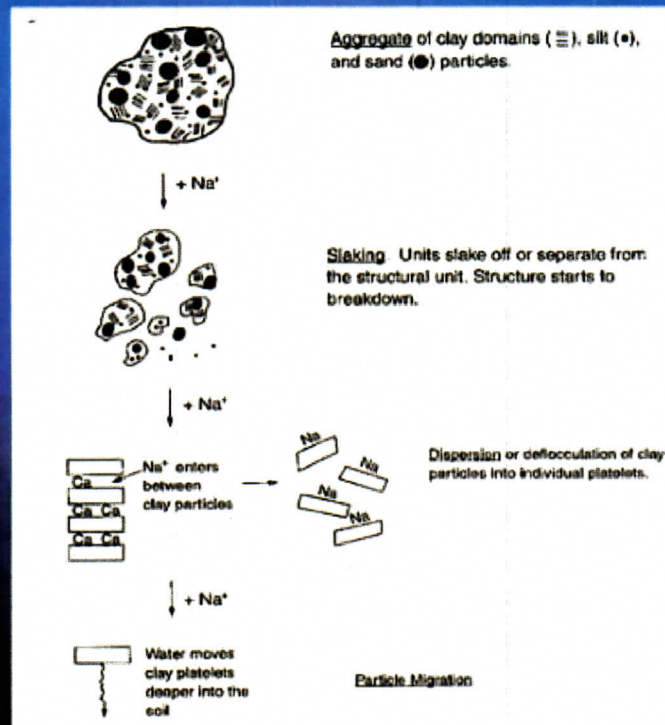 Aggregate of clay domains ( ), silt (•),
and sand (●) particles.
+ Na⁺
Slaking. Units slake off or separate from
the structural unit. Structure starts to
breakdown.
+ Na⁺
Ca
Ca Ca
Ca Ca
Na⁺ enters
between
clay particles
Na
Na
Na
Na
Dispersion or deflocculation of clay
particles into individual platelets.
+ Na⁺
Water moves
clay platelets
deeper into the
soil
Particle Migration